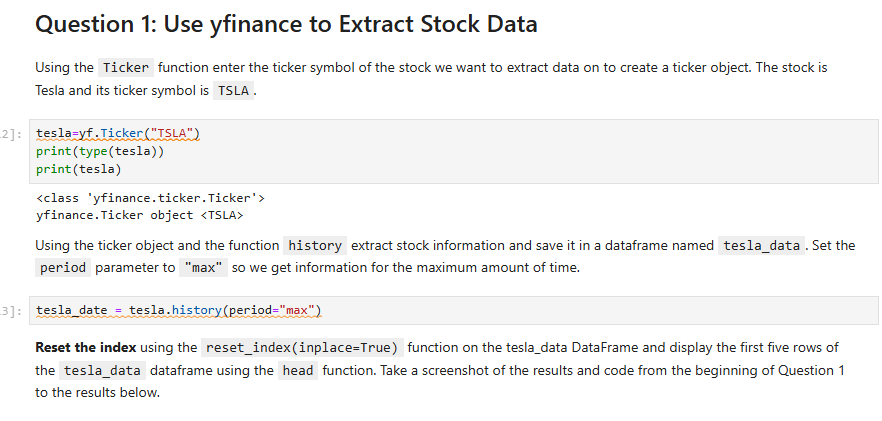 Question 1: Use yfinance to Extract Stock Data
Using the Ticker function enter the ticker symbol of the stock we want to extract data on to create a ticker object. The stock is
Tesla and its ticker symbol is TSLA .
2]:
tesla=yf.Ticker("TSLA")
print(type(tesla))
print(tesla)
<class 'yfinance.ticker.Ticker'>
yfinance.Ticker object <TSLA>
Using the ticker object and the function history extract stock information and save it in a dataframe named tesla_data . Set the
period parameter to "max" so we get information for the maximum amount of time.
3]:
tesla_date = tesla.history(period="max")
Reset the index using the reset_index(inplace=True) function on the tesla_data DataFrame and display the first five rows of
the tesla_data dataframe using the head function. Take a screenshot of the results and code from the beginning of Question 1
to the results below.